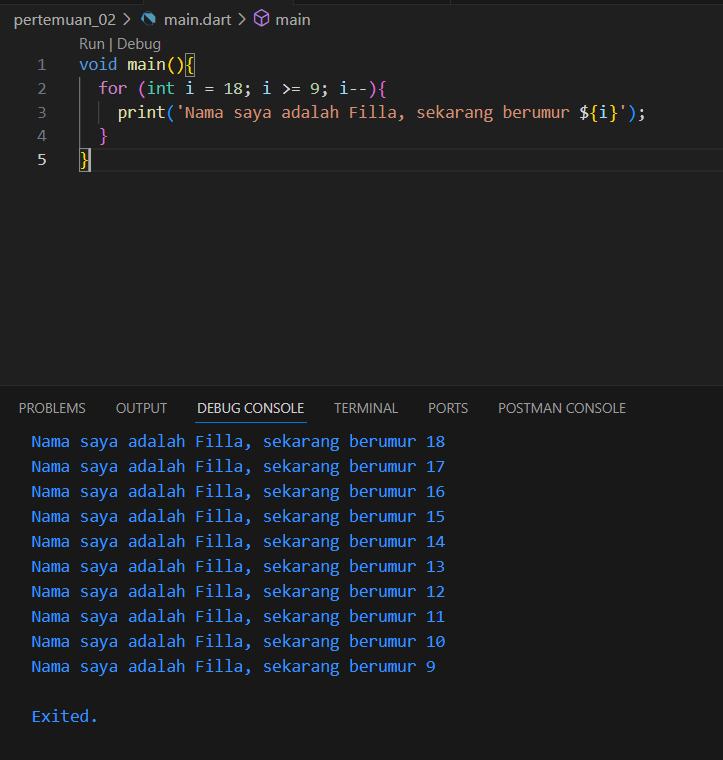 pertemuan_02 > main.dart > main
Run | Debug
1 void main(){
2 for (int i = 18; i >= 9; i--){
3 print('Nama saya adalah Filla, sekarang berumur ${i}');
4 }
5 }
PROBLEMS OUTPUT DEBUG CONSOLE TERMINAL PORTS POSTMAN CONSOLE
Nama saya adalah Filla, sekarang berumur 18
Nama saya adalah Filla, sekarang berumur 17
Nama saya adalah Filla, sekarang berumur 16
Nama saya adalah Filla, sekarang berumur 15
Nama saya adalah Filla, sekarang berumur 14
Nama saya adalah Filla, sekarang berumur 13
Nama saya adalah Filla, sekarang berumur 12
Nama saya adalah Filla, sekarang berumur 11
Nama saya adalah Filla, sekarang berumur 10
Nama saya adalah Filla, sekarang berumur 9
Exited.